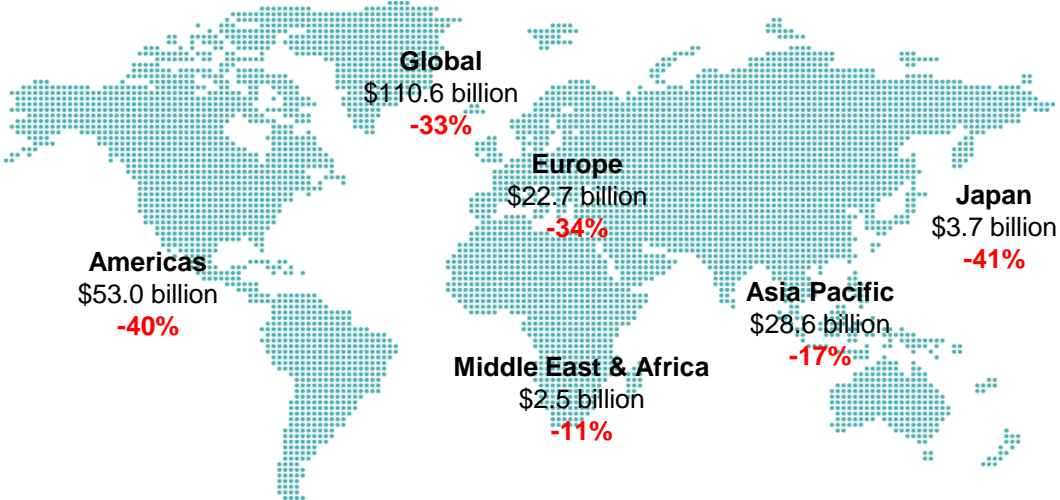 Global
$110.6 billion
-33%
Europe
$22.7 billion
-34%
Japan
$3.7 billion
-41%
Americas
$53.0 billion
-40%
Asia Pacific
$28.6 billion
-17%
Middle East & Africa
$2.5 billion
-11%